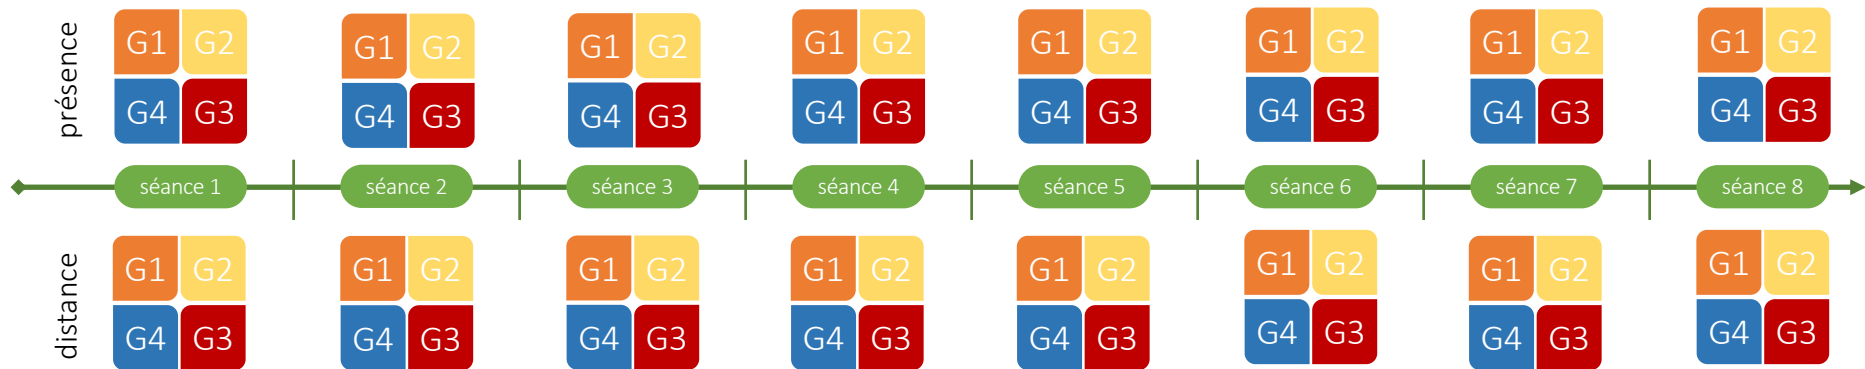 présence
G1 G2 G1 G2 G1 G2 G1 G2 G1 G2 G1 G2 G1 G2 G1 G2
G4 G3 G4 G3 G4 G3 G4 G3 G4 G3 G4 G3 G4 G3 G4 G3
séance 1 séance 2 séance 3 séance 4 séance 5 séance 6 séance 7 séance 8
distance
G1 G2 G1 G2 G1 G2 G1 G2 G1 G2 G1 G2 G1 G2 G1 G2
G4 G3 G4 G3 G4 G3 G4 G3 G4 G3 G4 G3 G4 G3 G4 G3